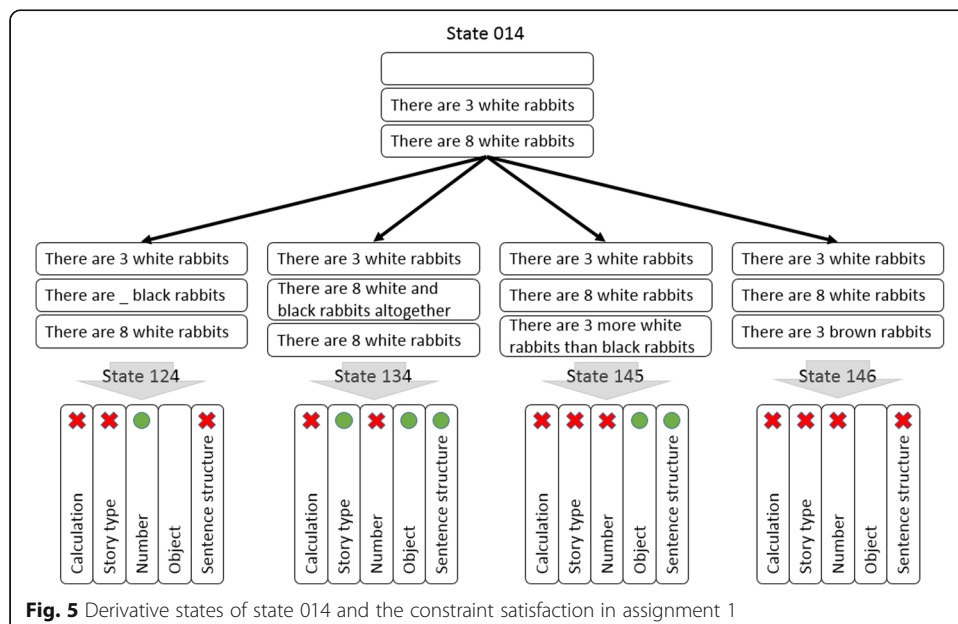 State 014
There are 3 white rabbits
There are 8 white rabbits
There are 3 white rabbits
There are _ black rabbits
There are 8 white rabbits
State 124
Calculation
Story type
Number
Object
Sentence structure
There are 3 white rabbits
There are 8 white and
black rabbits altogether
There are 8 white rabbits
State 134
Calculation
Story type
Number
Object
Sentence structure
There are 3 white rabbits
There are 8 white rabbits
There are 3 more white
rabbits than black rabbits
State 145
Calculation
Story type
Number
Object
Sentence structure
There are 3 white rabbits
There are 8 white rabbits
There are 3 brown rabbits
State 146
Calculation
Story type
Number
Object
Sentence structure
Fig. 5 Derivative states of state 014 and the constraint satisfaction in assignment 1